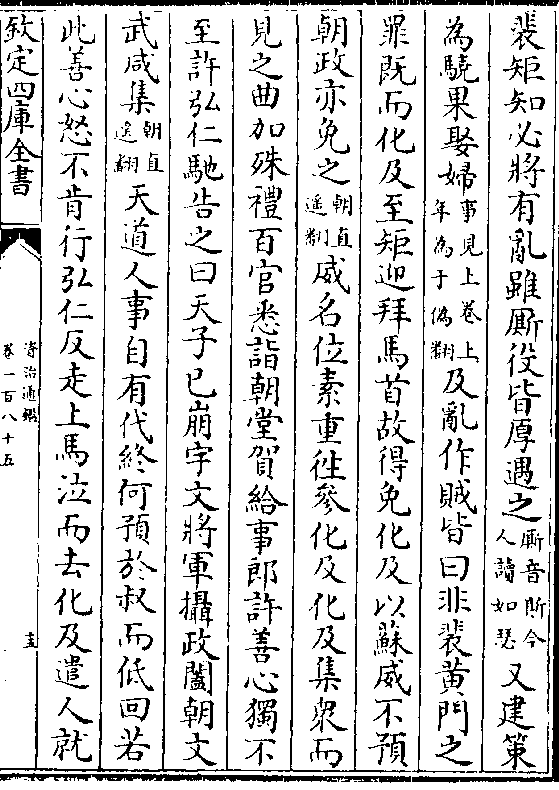 裴矩知必將有亂雖厮役皆厚遇之厮音斯今人讀如瑟又建策
為驍果娶婦事見上卷上年為于偽翻及亂作賊皆曰非裴黄門之
罪既而化及至矩迎拜馬首故得免化及以蘇威不預
朝政亦免之朝直遥翻威名位素重往參化及化及集衆而
見之曲加殊禮百官悉詣朝堂賀給事郎許善心獨不
至許弘仁馳告之曰天子已崩宇文將軍攝政闔朝文
武咸集朝直遥翻天道人事自有代終何預於叔而低回若
此善心怒不肯行弘仁反走上馬泣而去化及遣人就
欽定四庫全書
資治通鑑
卷一百八十五